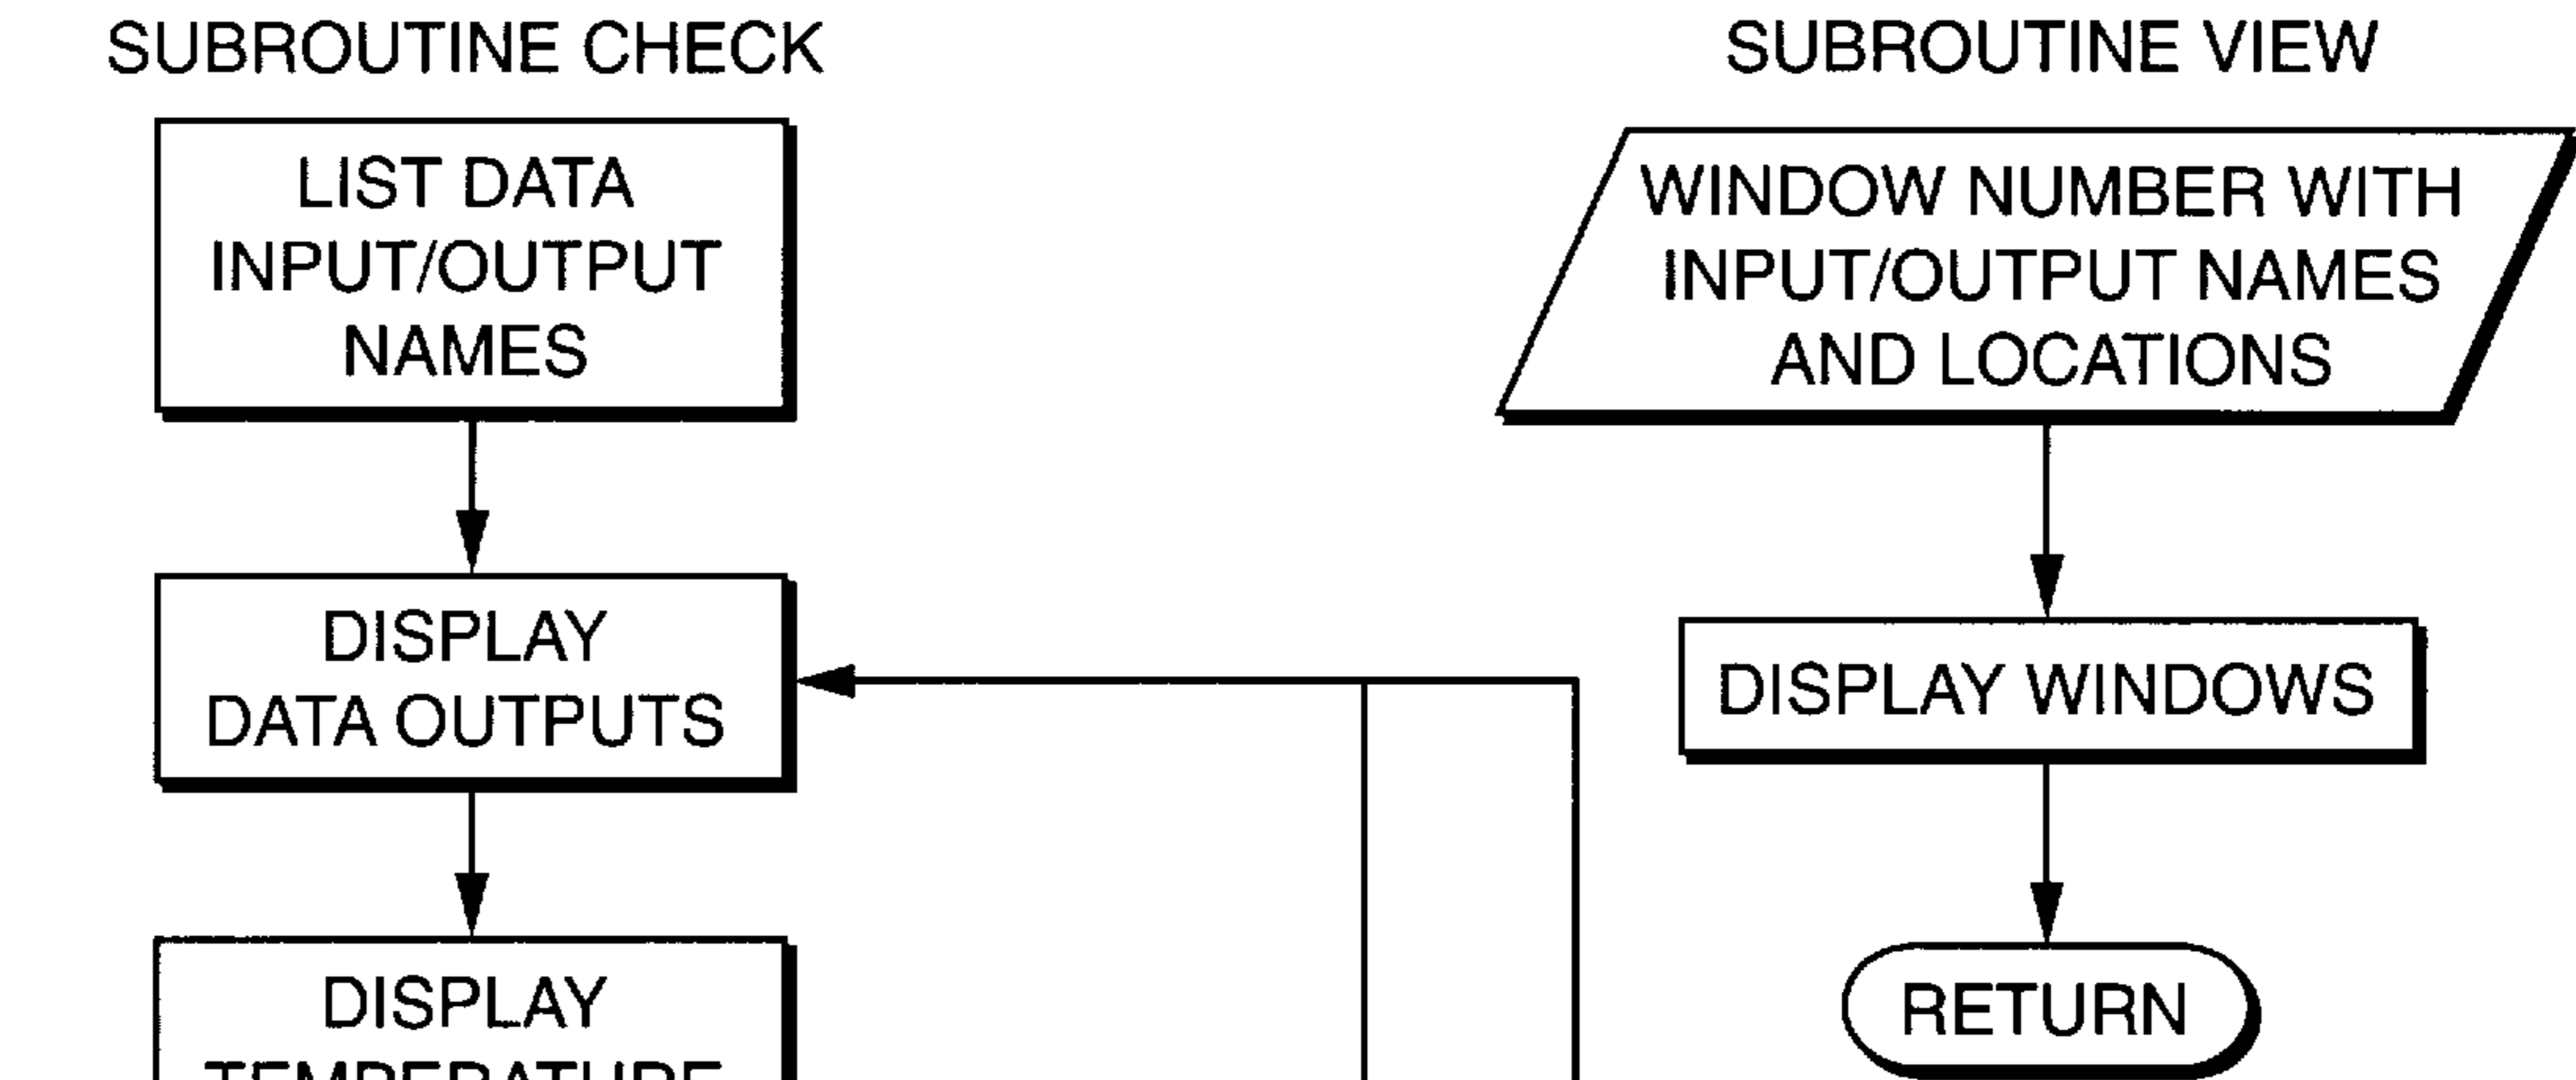 SUBROUTINE CHECK
LIST DATA
INPUT/OUTPUT
NAMES
DISPLAY
DATA OUTPUTS
DISPLAY
TEMPERATURE
SUBROUTINE VIEW
WINDOW NUMBER WITH
INPUT/OUTPUT NAMES
AND LOCATIONS
DISPLAY WINDOWS
RETURN